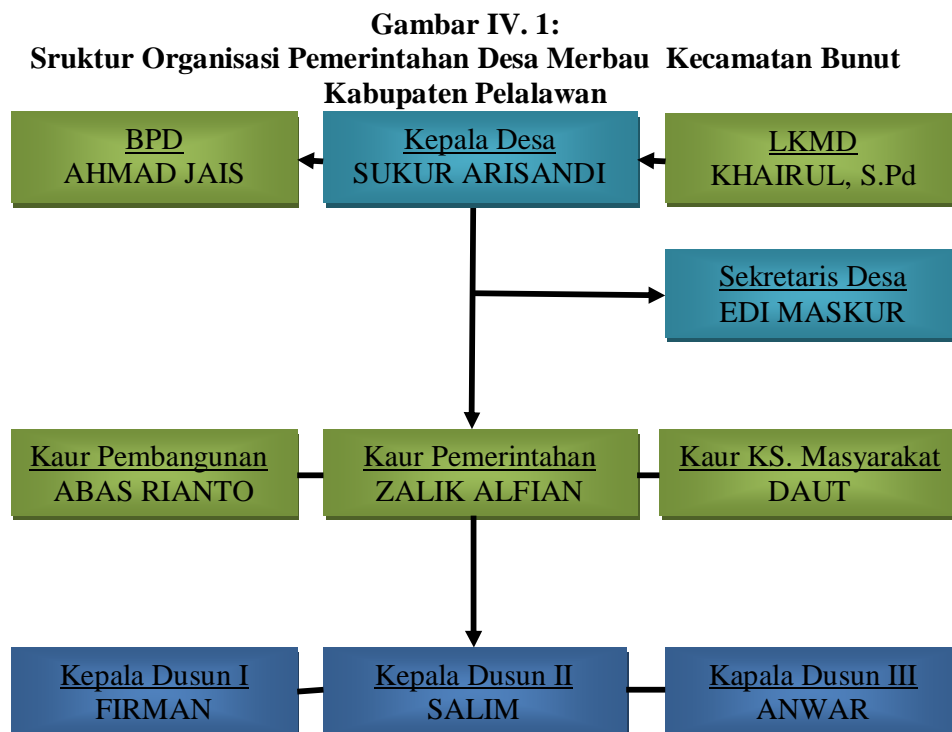 Gambar IV. 1:
Sruktur Organisasi Pemerintahan Desa Merbau Kecamatan Bunut
Kabupaten Pelalawan
BPD
AHMAD JAIS
Kepala Desa
SUKUR ARISANDI
LKMD
KHAIRUL, S.Pd
Sekretaris Desa
EDI MASKUR
Kaur Pembangunan
ABAS RIANTO
Kaur Pemerintahan
ZALIK ALFIAN
Kaur KS. Masyarakat
DAUT
Kepala Dusun I
FIRMAN
Kepala Dusun II
SALIM
Kapala Dusun III
ANWAR